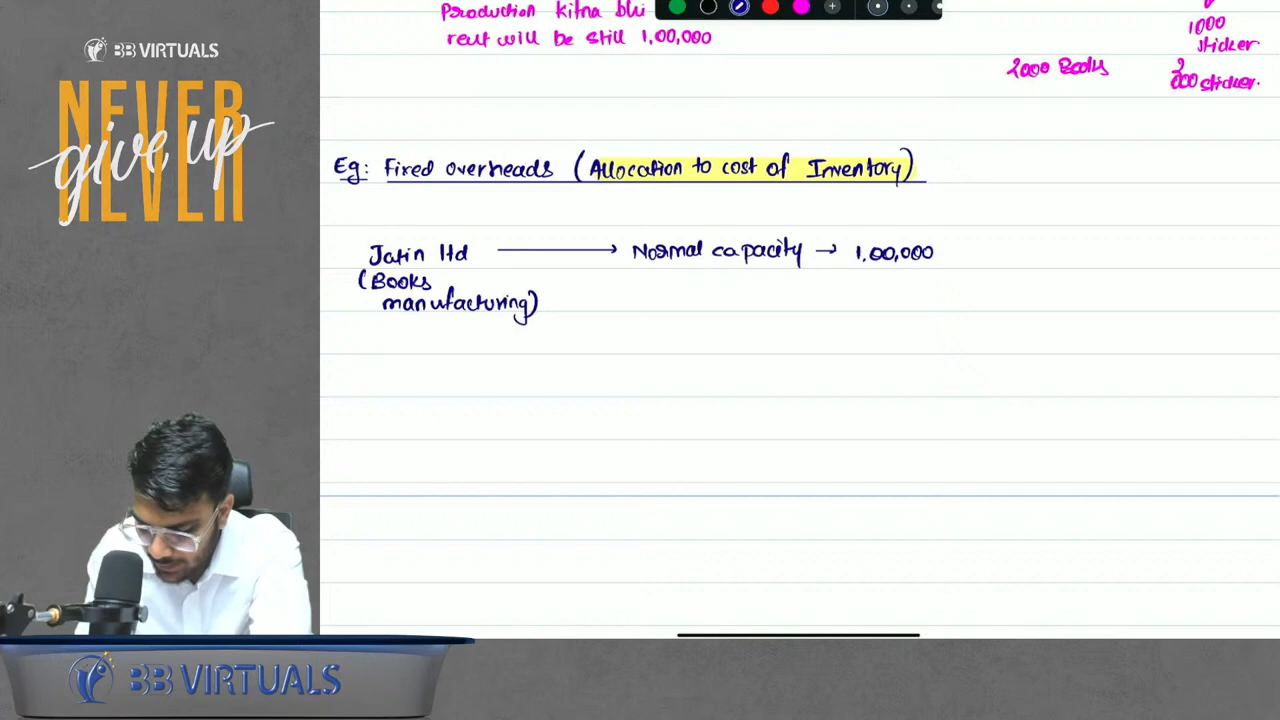 BB VIRTUALS
NEVER
give up
NEVER
Production kitna bhi
rent will be still 1,00,000
1000
sticker
2000 Books
000 sticker.
Eg: Fixed overheads (Allocation to cost of Inventory)
Jatin ltd → Normal capacity → 1,00,000
(Books
manufacturing)
BB VIRTUALS